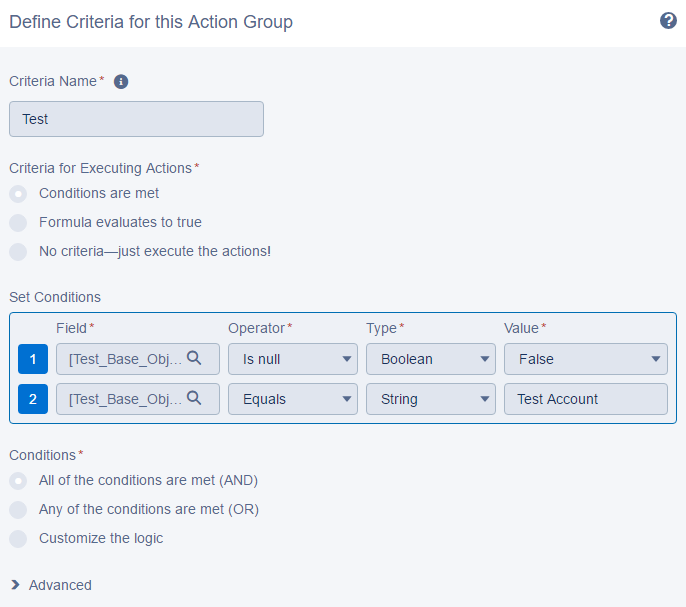 Define Criteria for this Action Group
Criteria Name*
Test
Criteria for Executing Actions*
Conditions are met
Formula evaluates to true
No criteria—just execute the actions!
Set Conditions
Field* Operator* Type* Value*
1 [Test_Base_Obj... Is null Boolean False
2 [Test_Base_Obj... Equals String Test Account
Conditions*
All of the conditions are met (AND)
Any of the conditions are met (OR)
Customize the logic
Advanced